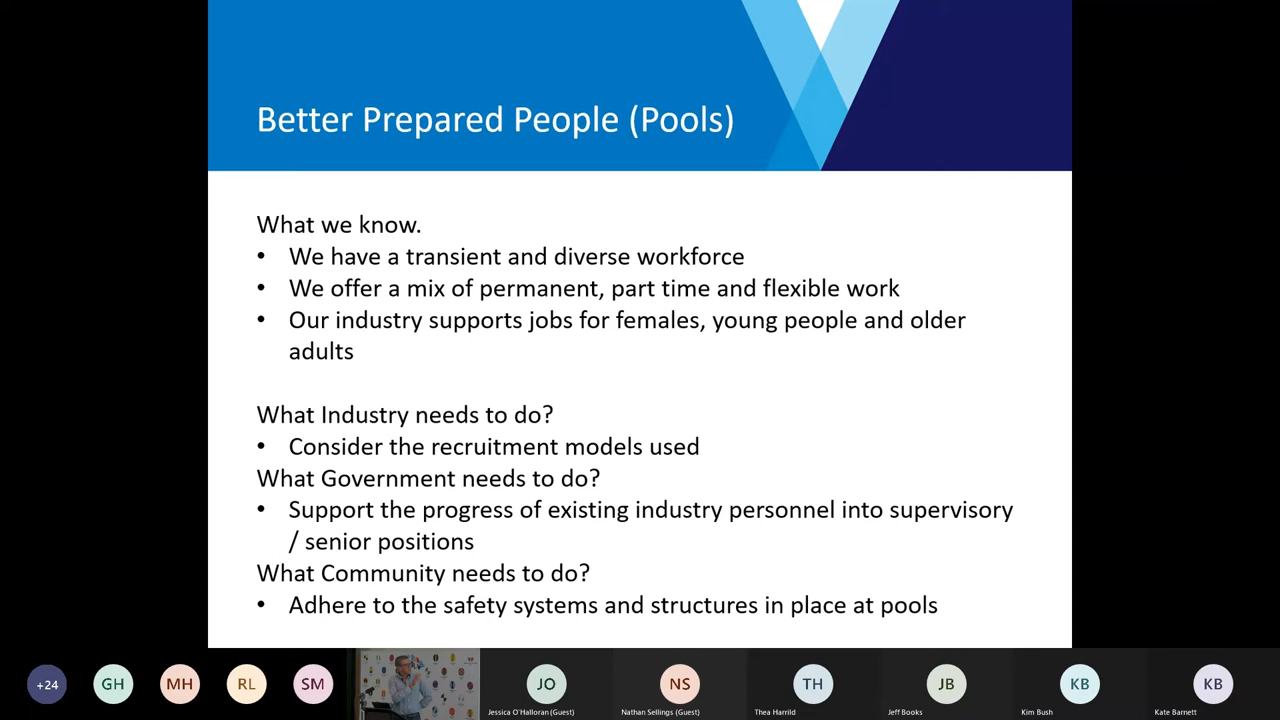 Better Prepared People (Pools)
What we know.
• We have a transient and diverse workforce
• We offer a mix of permanent, part time and flexible work
• Our industry supports jobs for females, young people and older
adults
What Industry needs to do?
• Consider the recruitment models used
What Government needs to do?
• Support the progress of existing industry personnel into supervisory
/ senior positions
What Community needs to do?
• Adhere to the safety systems and structures in place at pools
+24 GH MH RL SM JO NS TH JB KB KB
Jessica O'Halloran (Guest) Nathan Sellings (Guest) Thea Harrild Jeff Books Kim Bush Kate Barnett